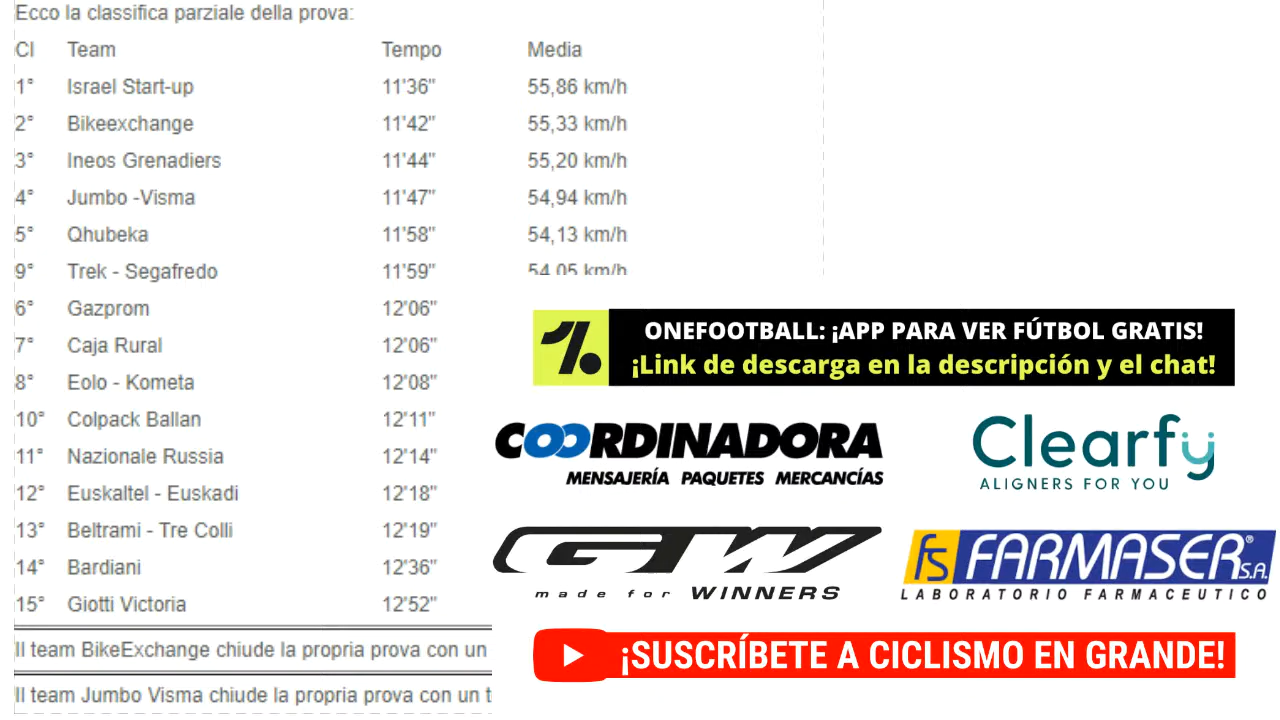 Ecco la classifica parziale della prova:
Cl Team Tempo Media
1° Israel Start-up 11'36" 55,86 km/h
2° Bikeexchange 11'42" 55,33 km/h
3° Ineos Grenadiers 11'44" 55,20 km/h
4° Jumbo -Visma 11'47" 54,94 km/h
5° Qhubeka 11'58" 54,13 km/h
9° Trek - Segafredo 11'59" 54,05 km/h
6° Gazprom 12'06"
7° Caja Rural 12'06"
8° Eolo - Kometa 12'08"
10° Colpack Ballan 12'11"
11° Nazionale Russia 12'14"
12° Euskaltel - Euskadi 12'18"
13° Beltrami - Tre Colli 12'19"
14° Bardiani 12'36"
15° Giotti Victoria 12'52"
Il team BikeExchange chiude la propria prova con un
Il team Jumbo Visma chiude la propria prova con un t
ONEFOOTBALL: ¡APP PARA VER FÚTBOL GRATIS!
¡Link de descarga en la descripción y el chat!
COORDINADORA
MENSAJERÍA PAQUETES MERCANCÍAS
Clearfy
ALIGNERS FOR YOU
GW
made for WINNERS
FS FARMASER® S.A.
LABORATORIO FARMACEUTICO
¡SUSCRÍBETE A CICLISMO EN GRANDE!